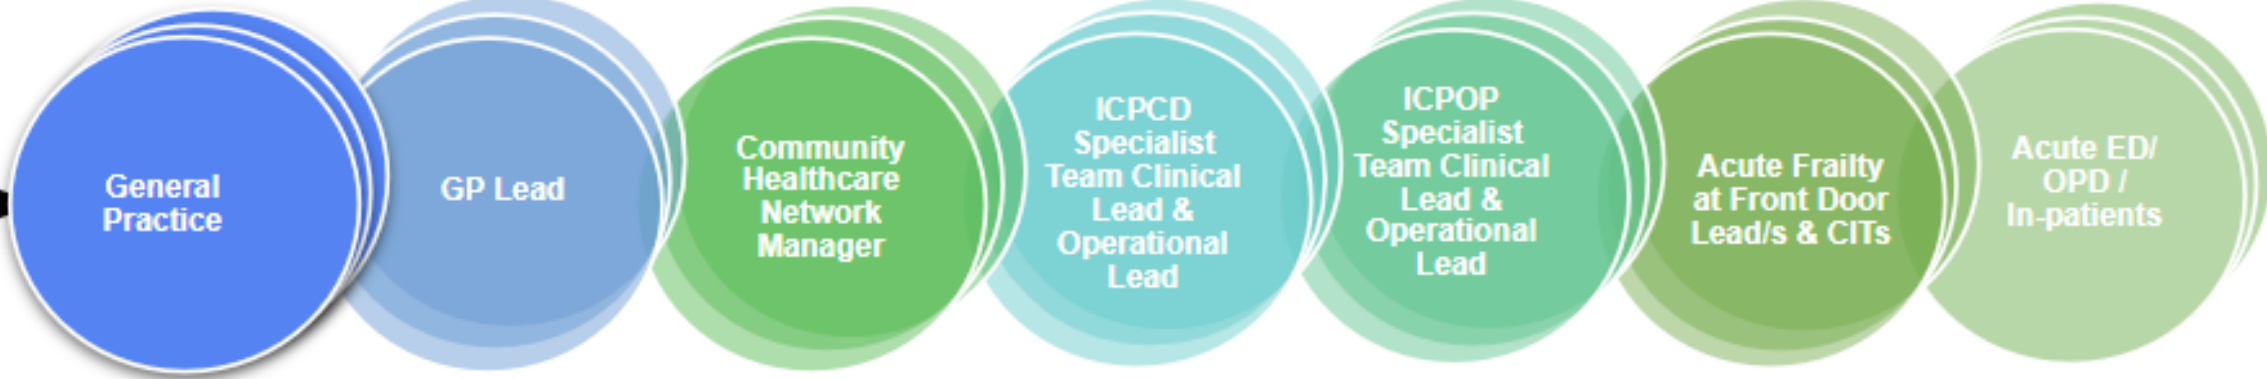 General
Practice
GP Lead
Community
Healthcare
Network
Manager
ICPCD
Specialist
Team Clinical
Lead &
Operational
Lead
ICPOP
Specialist
Team Clinical
Lead &
Operational
Lead
Acute Frailty
at Front Door
Lead/s & CITs
Acute ED/
OPD /
In-patients